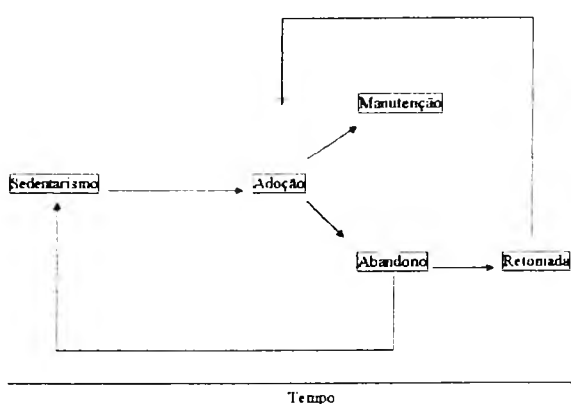 Manutenção
Sedentarismo
Adoção
Abandono
Retomada
Tempo